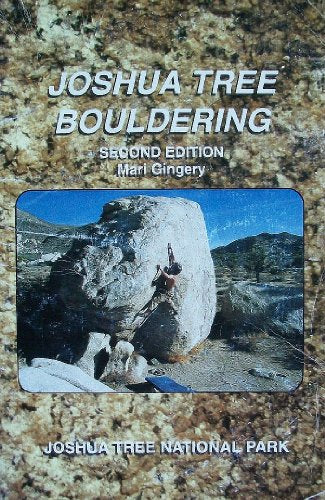 JOSHUA TREE
BOULDERING
SECOND EDITION
Mari Gingery
JOSHUA TREE NATIONAL PARK